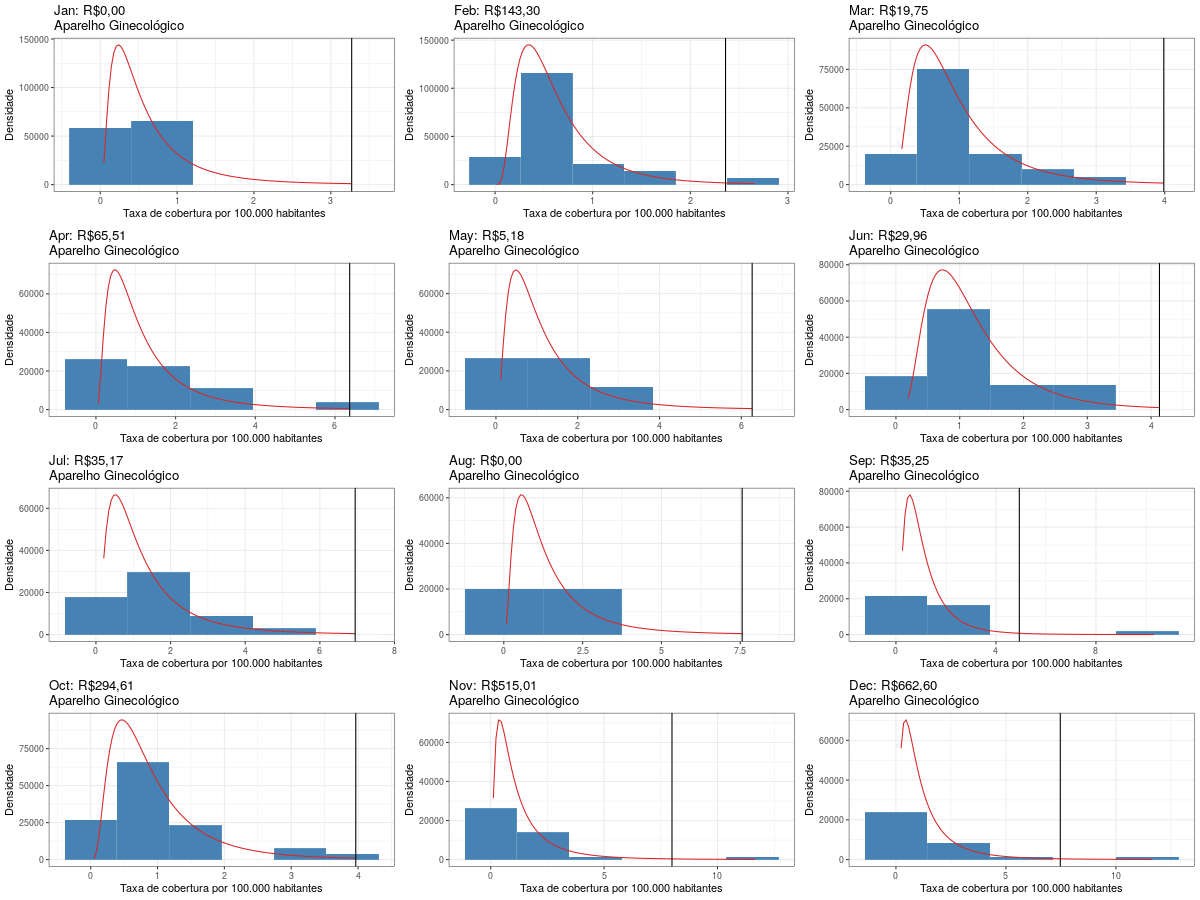 Jan: R$0,00
Aparelho Ginecológico
Densidade
150000
100000
50000
0
0
1
2
3
Taxa de cobertura por 100.000 habitantes
Feb: R$143,30
Aparelho Ginecológico
Densidade
150000
100000
50000
0
0
1
2
3
Taxa de cobertura por 100.000 habitantes
Mar: R$19,75
Aparelho Ginecológico
Densidade
75000
50000
25000
0
0
1
2
3
4
Taxa de cobertura por 100.000 habitantes
Apr: R$65,51
Aparelho Ginecológico
Densidade
60000
40000
20000
0
0
2
4
6
Taxa de cobertura por 100.000 habitantes
May: R$5,18
Aparelho Ginecológico
Densidade
60000
40000
20000
0
0
2
4
6
Taxa de cobertura por 100.000 habitantes
Jun: R$29,96
Aparelho Ginecológico
Densidade
80000
60000
40000
20000
0
0
1
2
3
4
Taxa de cobertura por 100.000 habitantes
Jul: R$35,17
Aparelho Ginecológico
Densidade
60000
40000
20000
0
0
2
4
6
8
Taxa de cobertura por 100.000 habitantes
Aug: R$0,00
Aparelho Ginecológico
Densidade
60000
40000
20000
0
0
2.5
5
7.5
Taxa de cobertura por 100.000 habitantes
Sep: R$35,25
Aparelho Ginecológico
Densidade
80000
60000
40000
20000
0
0
4
8
Taxa de cobertura por 100.000 habitantes
Oct: R$294,61
Aparelho Ginecológico
Densidade
75000
50000
25000
0
0
1
2
3
4
Taxa de cobertura por 100.000 habitantes
Nov: R$515,01
Aparelho Ginecológico
Densidade
60000
40000
20000
0
0
5
10
Taxa de cobertura por 100.000 habitantes
Dec: R$662,60
Aparelho Ginecológico
Densidade
60000
40000
20000
0
0
5
10
Taxa de cobertura por 100.000 habitantes